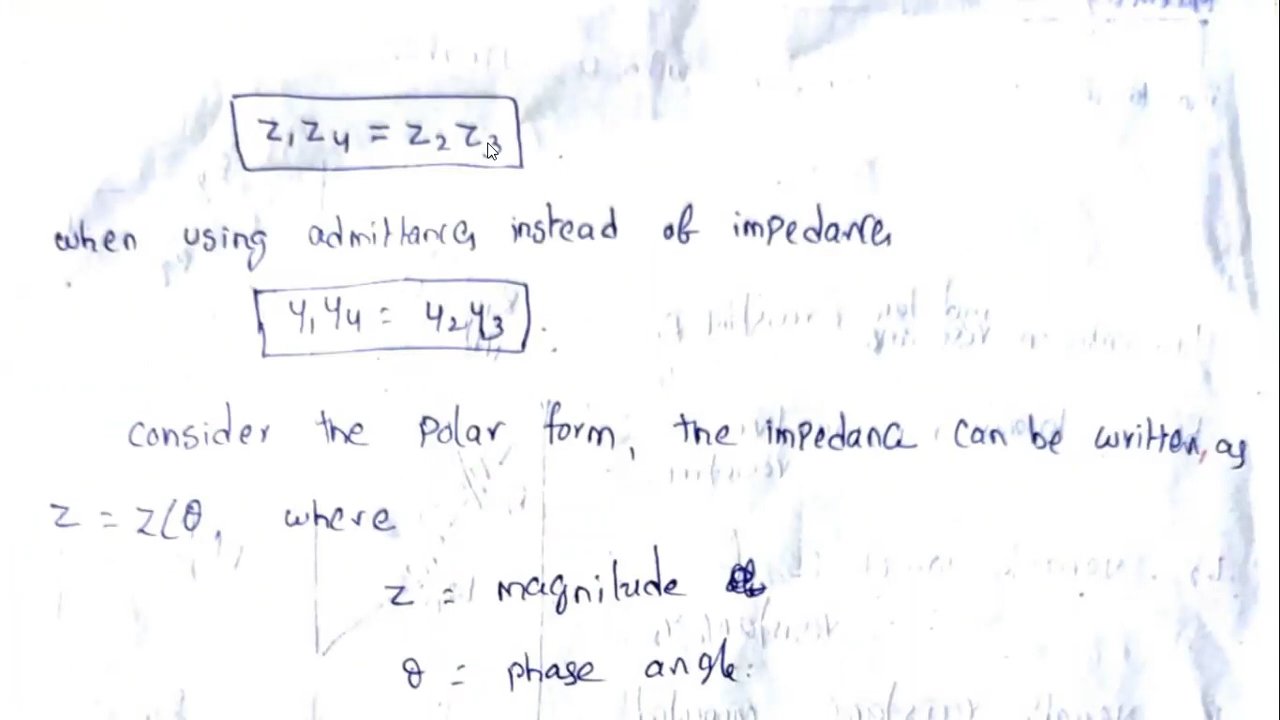 z₁z₄ = z₂z₃
when using admittance instead of impedance
y₁y₄ = y₂y₃
consider the polar form, the impedance can be written, as
z = z∠θ, where
z = magnitude
θ = phase angle.